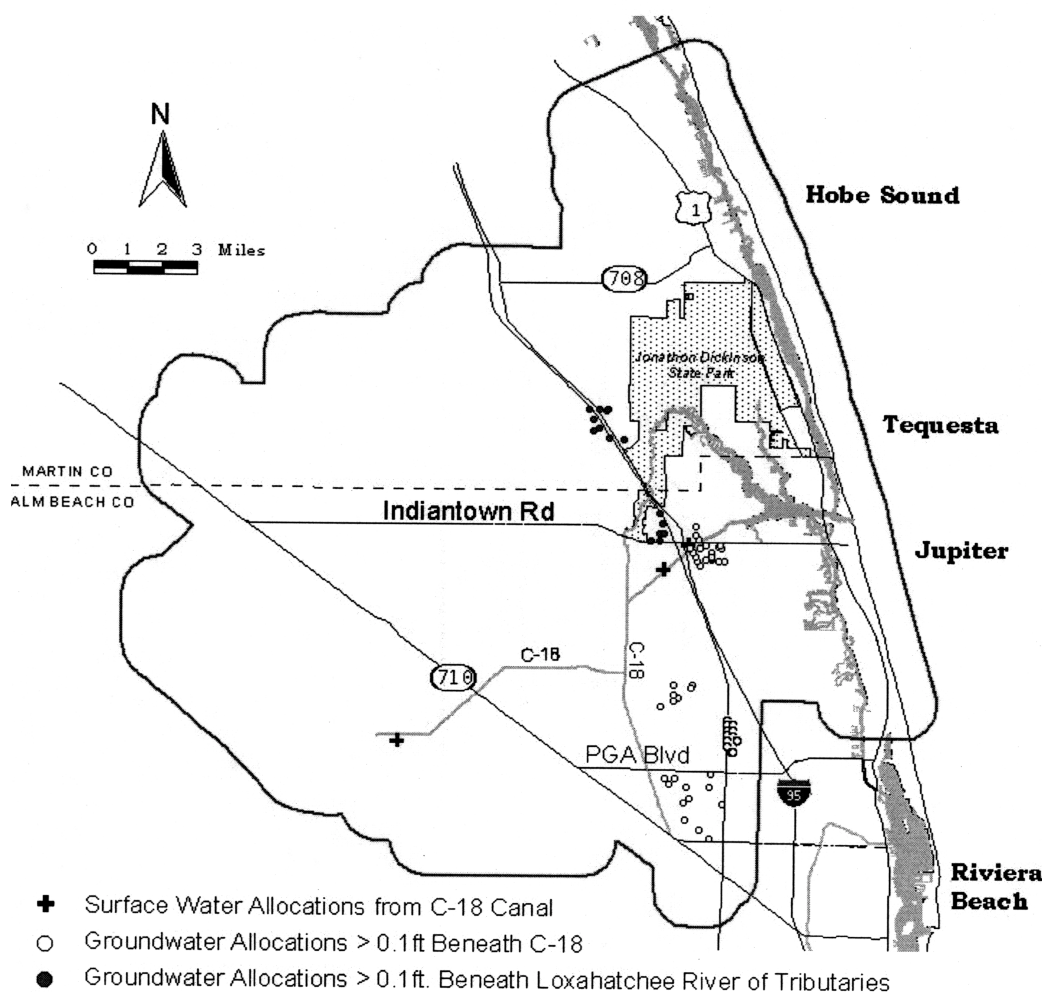 N
0 1 2 3 Miles
Hobe Sound
1
708
Jonathon Dickinson
State Park
Tequesta
MARTIN CO
ALM BEACH CO
Indiantown Rd
Jupiter
C-18
C-18
710
PGA Blvd
95
Riviera
Beach
Surface Water Allocations from C-18 Canal
Groundwater Allocations > 0.1ft Beneath C-18
Groundwater Allocations > 0.1ft. Beneath Loxahatchee River of Tributaries